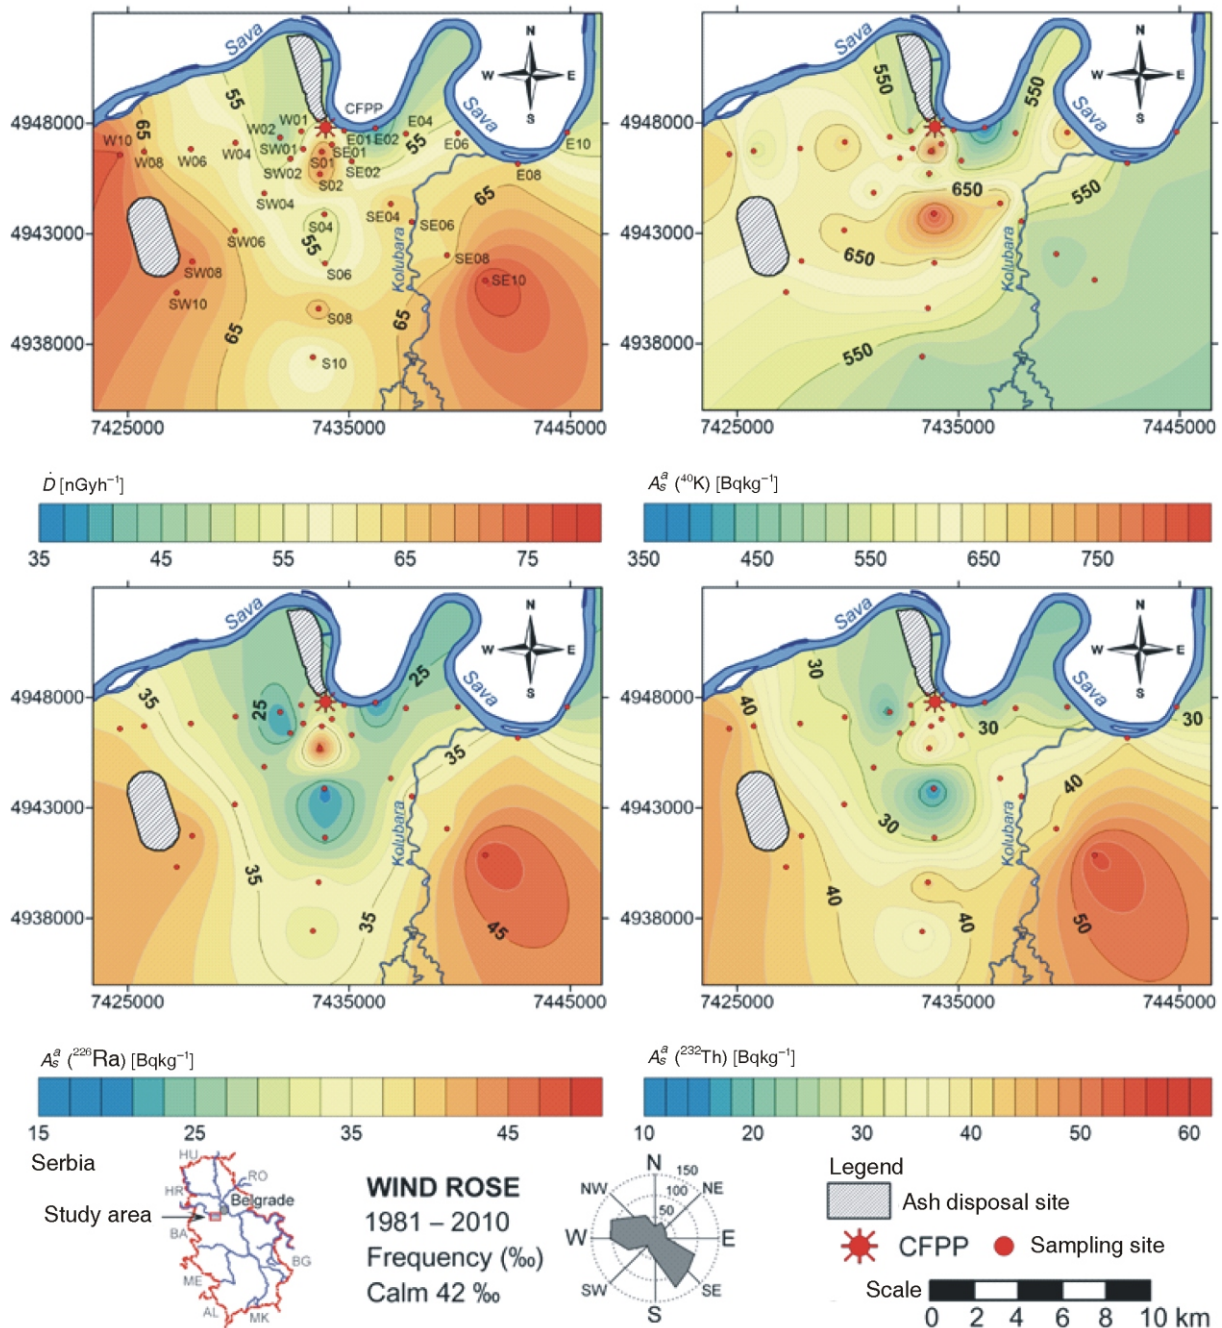 Sava
N
W E
S
CFPP
Sava
55
65
W10
W08
W06
W04
W02
W01
SW01
SW02
SW04
SW06
SW08
SW10
S01
S02
S04
S06
S08
S10
SE01
SE02
SE04
SE06
SE08
SE10
E01
E02
E04
E06
E08
E10
55
65
55
65
65
Kolubara
4948000
4943000
4938000
7425000 7435000 7445000
550
550
N
W E
S
Sava
650
550
650
550
Kolubara
4948000
4943000
4938000
7425000 7435000 7445000
Ḋ [nGyh⁻¹]
35 45 55 65 75
Aₛᵃ (⁴⁰K) [Bqkg⁻¹]
350 450 550 650 750
Sava
N
W E
S
Sava
35
25
25
35
35
35
45
Kolubara
4948000
4943000
4938000
7425000 7435000 7445000
N
W E
S
Sava
30
40
30
40
30
40
40
50
Kolubara
4948000
4943000
4938000
7425000 7435000 7445000
Aₛᵃ (²²⁶Ra) [Bqkg⁻¹]
15 25 35 45
Aₛᵃ (²³²Th) [Bqkg⁻¹]
10 20 30 40 50 60
Serbia
HU
RO
HR
Belgrade
Study area
BA
BG
ME
AL
MK
WIND ROSE
1981 – 2010
Frequency (‰)
Calm 42 ‰
N
150
100
50
NW NE
W E
SW SE
S
Legend
Ash disposal site
CFPP Sampling site
Scale
0 2 4 6 8 10 km